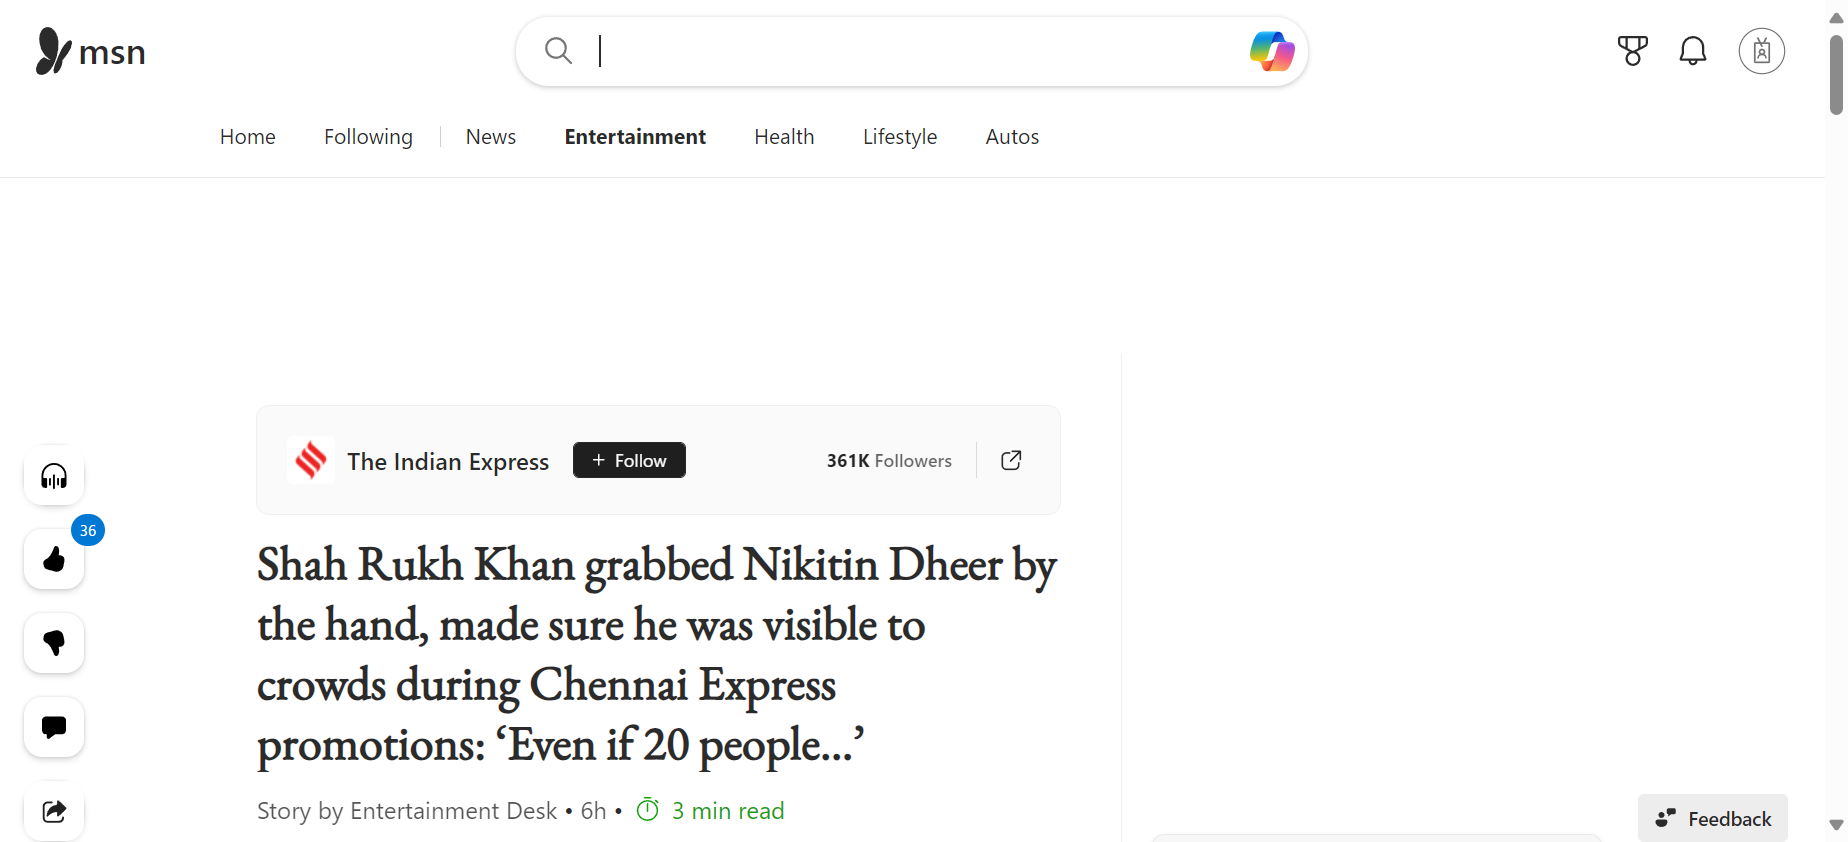 msn
Home Following News Entertainment Health Lifestyle Autos
The Indian Express + Follow 361K Followers
36
Shah Rukh Khan grabbed Nikitin Dheer by
the hand, made sure he was visible to
crowds during Chennai Express
promotions: ‘Even if 20 people...’
Story by Entertainment Desk • 6h • 3 min read
Feedback